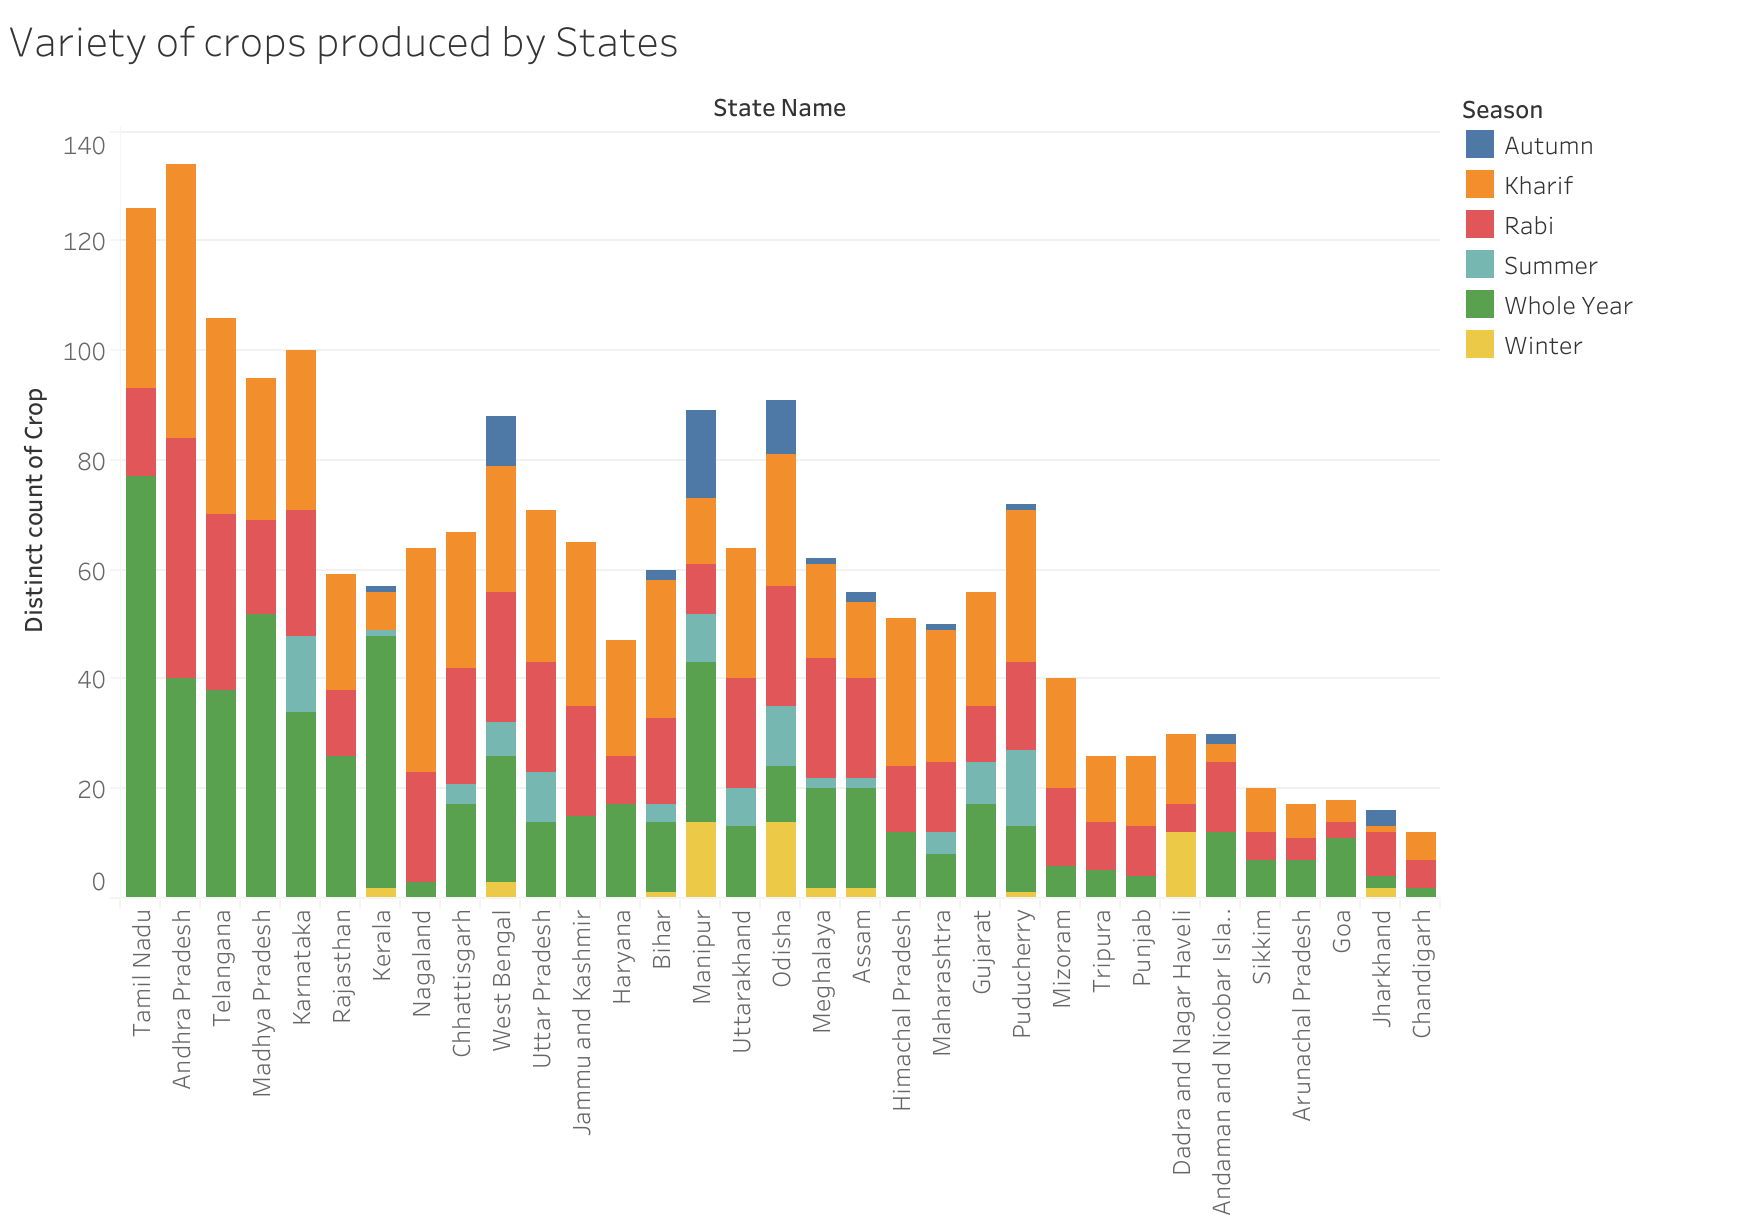 Variety of crops produced by States
State Name
Season
Autumn
Kharif
Rabi
Summer
Whole Year
Winter
Distinct count of Crop
140
120
100
80
60
40
20
0
Tamil Nadu
Andhra Pradesh
Telangana
Madhya Pradesh
Karnataka
Rajasthan
Kerala
Nagaland
Chhattisgarh
West Bengal
Uttar Pradesh
Jammu and Kashmir
Haryana
Bihar
Manipur
Uttarakhand
Odisha
Meghalaya
Assam
Himachal Pradesh
Maharashtra
Gujarat
Puducherry
Mizoram
Tripura
Punjab
Dadra and Nagar Haveli
Andaman and Nicobar Isla..
Sikkim
Arunachal Pradesh
Goa
Jharkhand
Chandigarh